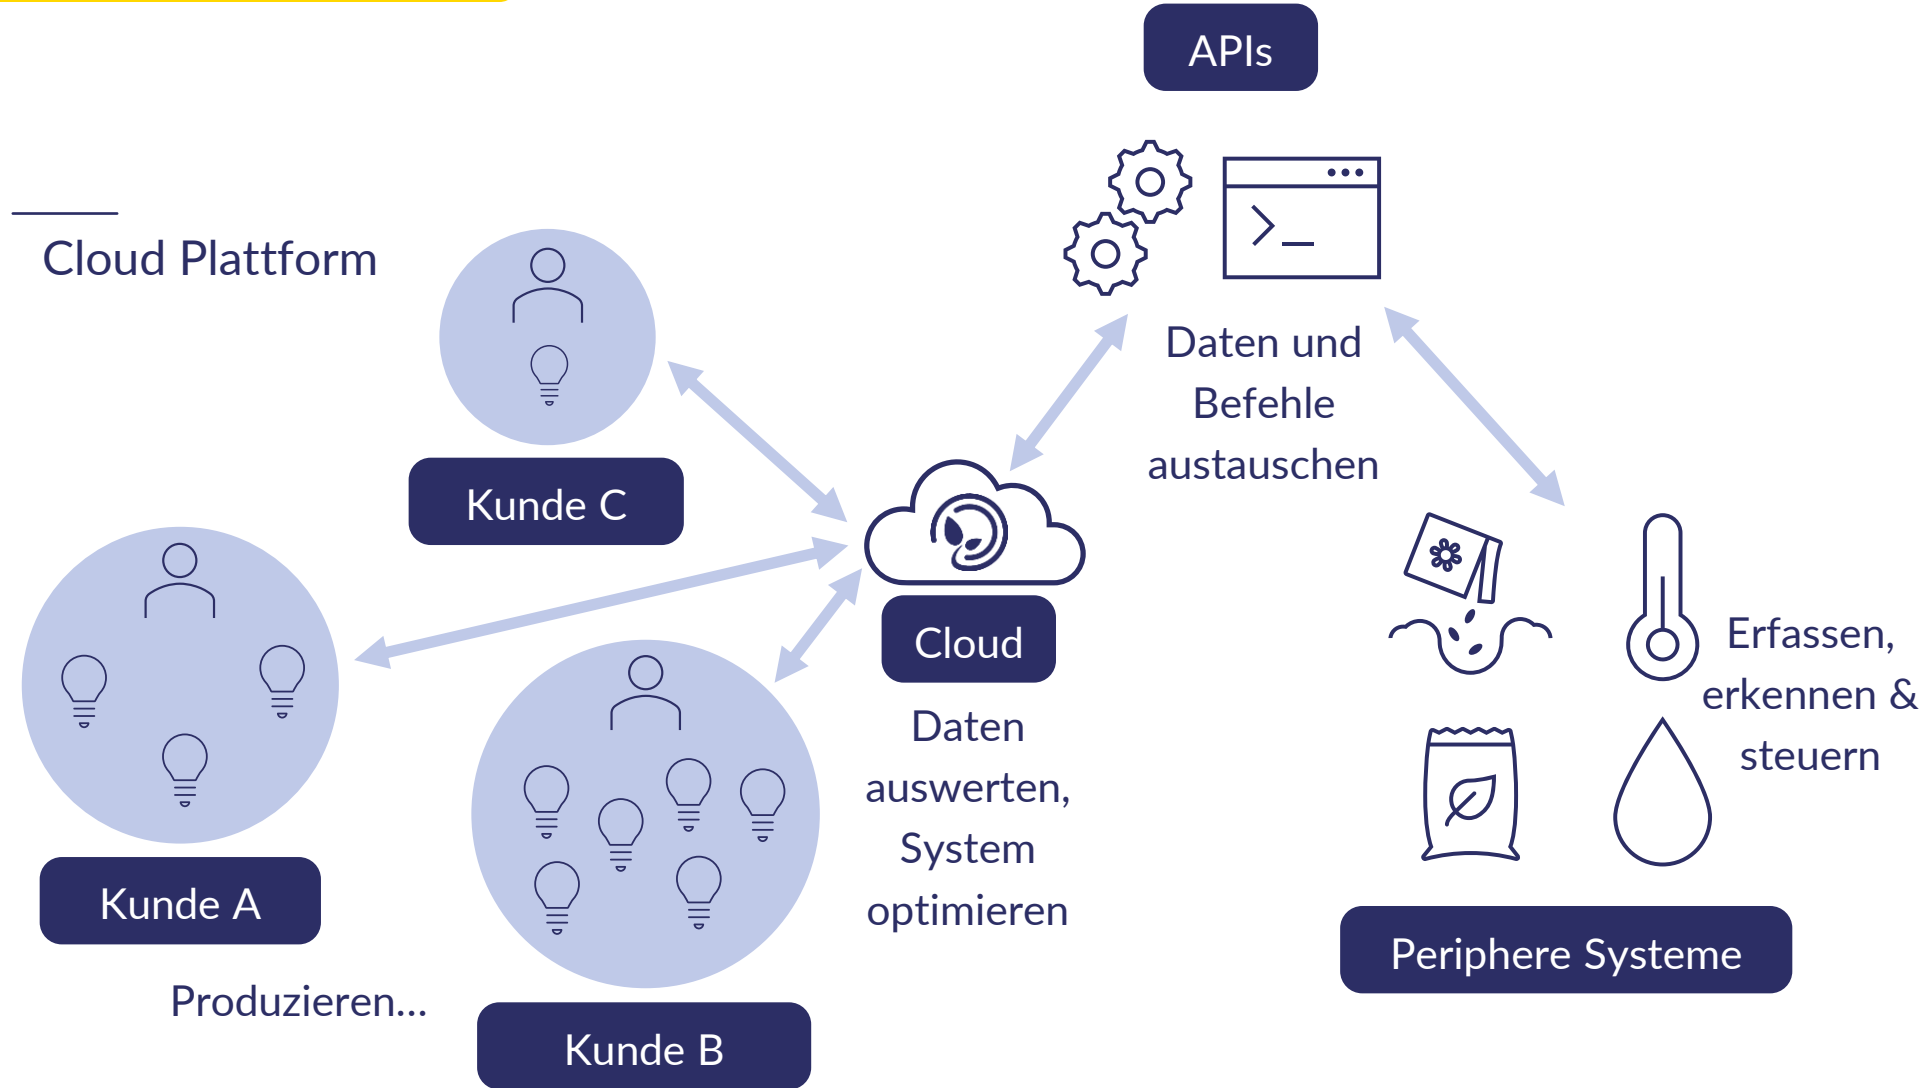 APIs
Cloud Plattform
Daten und
Befehle
austauschen
Kunde C
Cloud
Daten
auswerten,
System
optimieren
Erfassen,
erkennen &
steuern
Kunde A
Periphere Systeme
Produzieren...
Kunde B